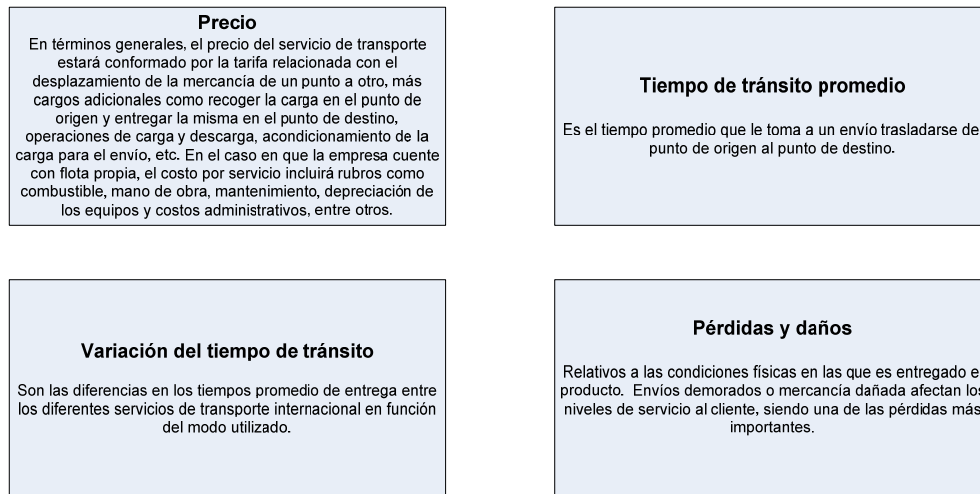 Precio
En términos generales, el precio del servicio de transporte
estará conformado por la tarifa relacionada con el
desplazamiento de la mercancía de un punto a otro, más
cargos adicionales como recoger la carga en el punto de
origen y entregar la misma en el punto de destino,
operaciones de carga y descarga, acondicionamiento de la
carga para el envío, etc. En el caso en que la empresa cuente
con flota propia, el costo por servicio incluirá rubros como
combustible, mano de obra, mantenimiento, depreciación de
los equipos y costos administrativos, entre otros.
Tiempo de tránsito promedio
Es el tiempo promedio que le toma a un envío trasladarse de
punto de origen al punto de destino.
Variación del tiempo de tránsito
Son las diferencias en los tiempos promedio de entrega entre
los diferentes servicios de transporte internacional en función
del modo utilizado.
Pérdidas y daños
Relativos a las condiciones físicas en las que es entregado e
producto. Envíos demorados o mercancía dañada afectan los
niveles de servicio al cliente, siendo una de las pérdidas más
importantes.